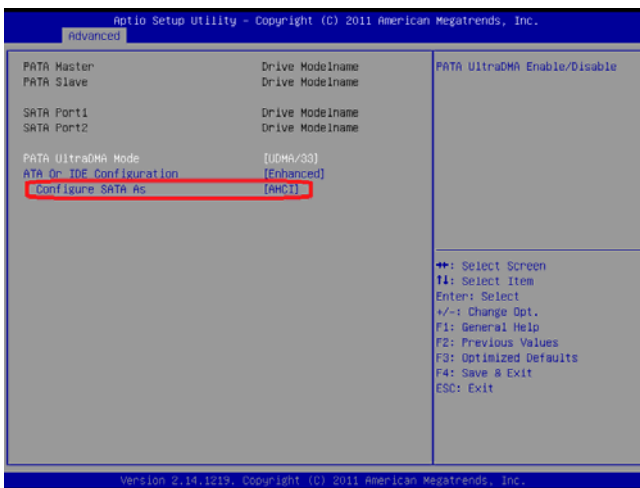 Aptio Setup Utility – Copyright (C) 2011 American Megatrends, Inc.
Advanced
PATA Master Drive Modelname
PATA Slave Drive Modelname
SATA Port1 Drive Modelname
SATA Port2 Drive Modelname
PATA UltraDMA Mode [UDMA/33]
ATA Or IDE Configuration [Enhanced]
Configure SATA As [AHCI]
PATA UltraDMA Enable/Disable
↔: Select Screen
↑↓: Select Item
Enter: Select
+/-: Change Opt.
F1: General Help
F2: Previous Values
F3: Optimized Defaults
F4: Save & Exit
ESC: Exit
Version 2.14.1219. Copyright (C) 2011 American Megatrends, Inc.